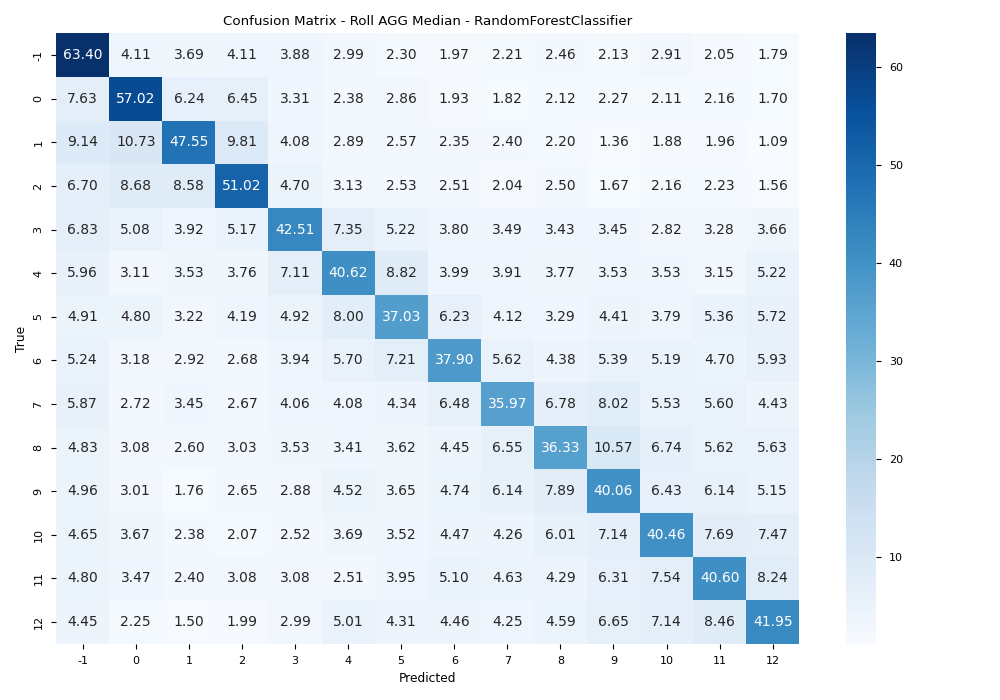 Confusion Matrix - Roll AGG Median - RandomForestClassifier
-1 63.40 4.11 3.69 4.11 3.88 2.99 2.30 1.97 2.21 2.46 2.13 2.91 2.05 1.79
0 7.63 57.02 6.24 6.45 3.31 2.38 2.86 1.93 1.82 2.12 2.27 2.11 2.16 1.70
1 9.14 10.73 47.55 9.81 4.08 2.89 2.57 2.35 2.40 2.20 1.36 1.88 1.96 1.09
2 6.70 8.68 8.58 51.02 4.70 3.13 2.53 2.51 2.04 2.50 1.67 2.16 2.23 1.56
3 6.83 5.08 3.92 5.17 42.51 7.35 5.22 3.80 3.49 3.43 3.45 2.82 3.28 3.66
4 5.96 3.11 3.53 3.76 7.11 40.62 8.82 3.99 3.91 3.77 3.53 3.53 3.15 5.22
5 4.91 4.80 3.22 4.19 4.92 8.00 37.03 6.23 4.12 3.29 4.41 3.79 5.36 5.72
6 5.24 3.18 2.92 2.68 3.94 5.70 7.21 37.90 5.62 4.38 5.39 5.19 4.70 5.93
7 5.87 2.72 3.45 2.67 4.06 4.08 4.34 6.48 35.97 6.78 8.02 5.53 5.60 4.43
8 4.83 3.08 2.60 3.03 3.53 3.41 3.62 4.45 6.55 36.33 10.57 6.74 5.62 5.63
9 4.96 3.01 1.76 2.65 2.88 4.52 3.65 4.74 6.14 7.89 40.06 6.43 6.14 5.15
10 4.65 3.67 2.38 2.07 2.52 3.69 3.52 4.47 4.26 6.01 7.14 40.46 7.69 7.47
11 4.80 3.47 2.40 3.08 3.08 2.51 3.95 5.10 4.63 4.29 6.31 7.54 40.60 8.24
12 4.45 2.25 1.50 1.99 2.99 5.01 4.31 4.46 4.25 4.59 6.65 7.14 8.46 41.95
-1 0 1 2 3 4 5 6 7 8 9 10 11 12
Predicted
True
60
50
40
30
20
10